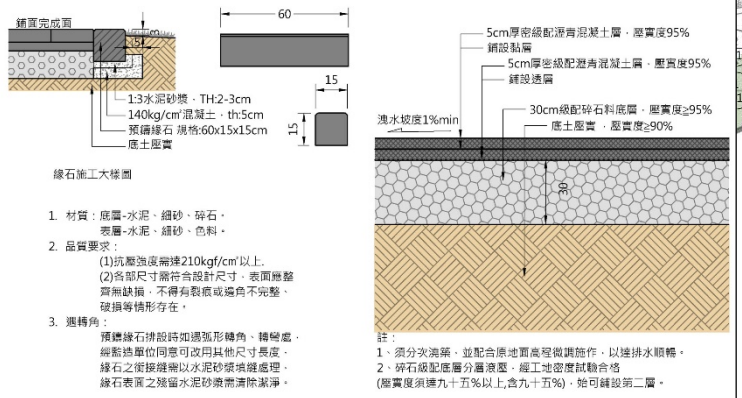 鋪面完成面
5
3
60
15
15
1:3水泥砂漿，TH:2-3cm
140kg/cm²混凝土，th:5cm
預鑄緣石 規格:60x15x15cm
底土壓實
緣石施工大樣圖
1. 材質：底層-水泥、細砂、碎石。
表層-水泥、細砂、色料。
2. 品質要求：
(1)抗壓強度需達210kgf/cm²以上.
(2)各部尺寸需符合設計尺寸，表面應整
齊無缺損，不得有裂痕或邊角不完整、
破損等情形存在。
3. 遇轉角：
預鑄緣石排設時如遇弧形轉角、轉彎處，
經監造單位同意可改用其他尺寸長度，
緣石之銜接縫需以水泥砂漿填縫處理，
緣石表面之殘留水泥砂漿需清除潔淨。
5cm厚密級配瀝青混凝土層，壓實度95%
鋪設黏層
5cm厚密級配瀝青混凝土層，壓實度95%
鋪設透層
30cm級配碎石料底層，壓實度≧95%
底土壓實 ，壓實度≧90%
洩水坡度1%min
30
註：
1、須分次澆築，並配合原地面高程微調施作，以達排水順暢。
2、碎石級配底層分層滾壓，經工地密度試驗合格
(壓實度須達九十五%以上,含九十五%)，始可鋪設第二層。